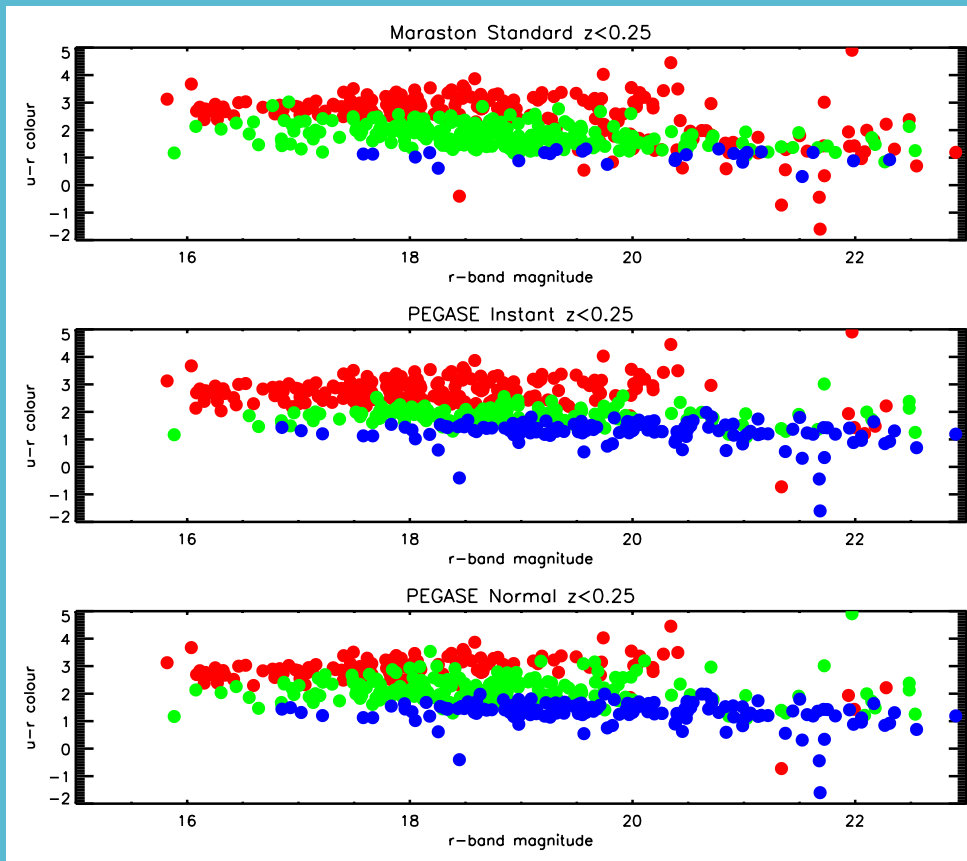 Maraston Standard z<0.25
5
4
3
2
1
0
-1
-2
u-r colour
16 18 20 22
r-band magnitude
PEGASE Instant z<0.25
5
4
3
2
1
0
-1
-2
u-r colour
16 18 20 22
r-band magnitude
PEGASE Normal z<0.25
5
4
3
2
1
0
-1
-2
u-r colour
16 18 20 22
r-band magnitude